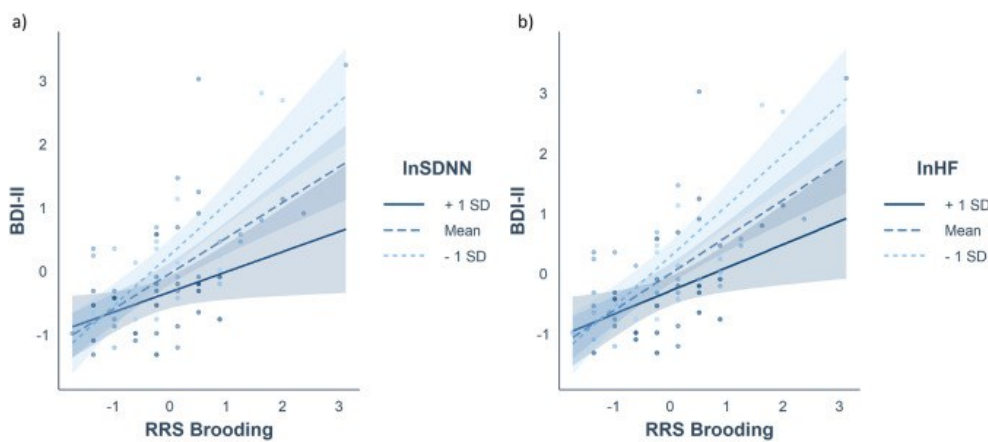 a)
BDI-II
3
2
1
0
-1
-1 0 1 2 3
RRS Brooding
lnSDNN
+ 1 SD
Mean
- 1 SD
b)
BDI-II
3
2
1
0
-1
-1 0 1 2 3
RRS Brooding
lnHF
+ 1 SD
Mean
- 1 SD